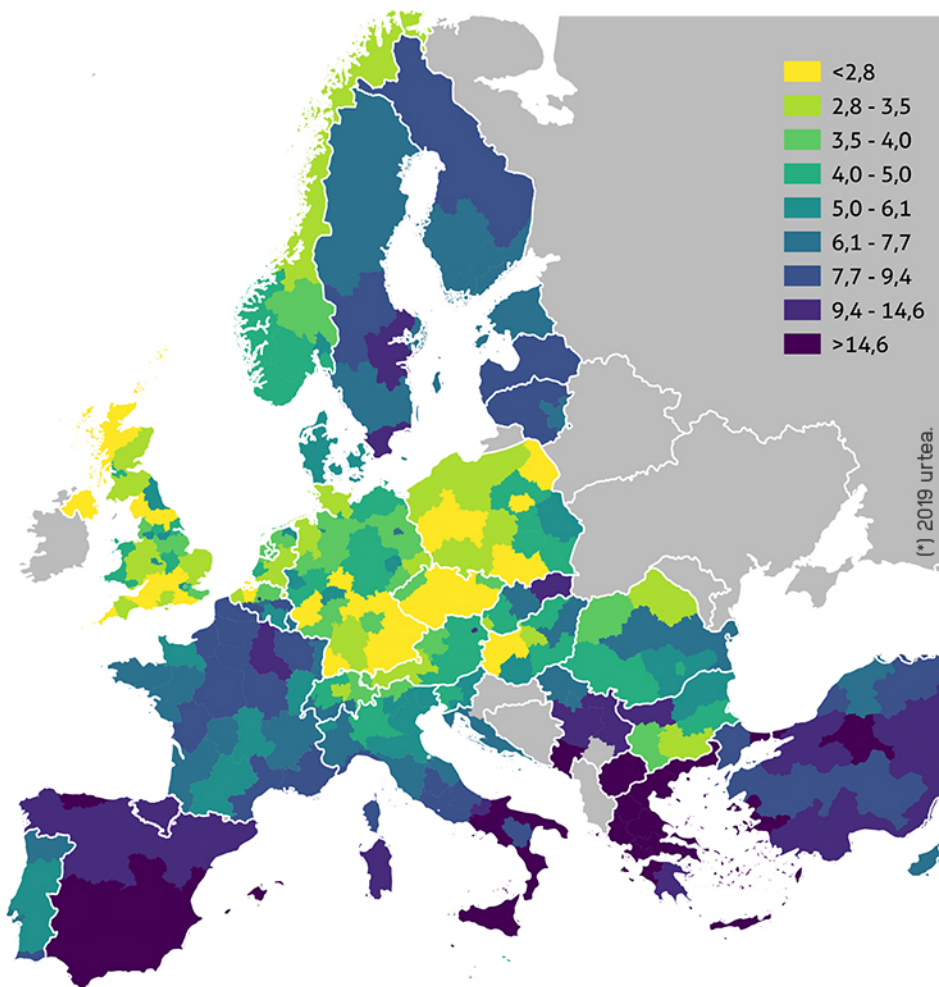 <2,8
2,8 - 3,5
3,5 - 4,0
4,0 - 5,0
5,0 - 6,1
6,1 - 7,7
7,7 - 9,4
9,4 - 14,6
>14,6
(*) 2019 urtea.